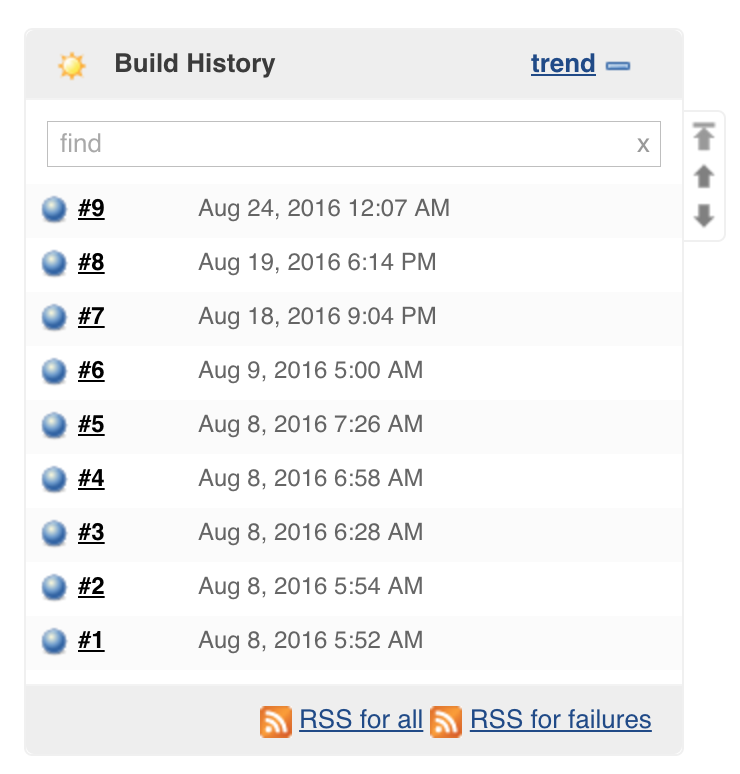 Build History trend
find x
#9 Aug 24, 2016 12:07 AM
#8 Aug 19, 2016 6:14 PM
#7 Aug 18, 2016 9:04 PM
#6 Aug 9, 2016 5:00 AM
#5 Aug 8, 2016 7:26 AM
#4 Aug 8, 2016 6:58 AM
#3 Aug 8, 2016 6:28 AM
#2 Aug 8, 2016 5:54 AM
#1 Aug 8, 2016 5:52 AM
RSS for all RSS for failures